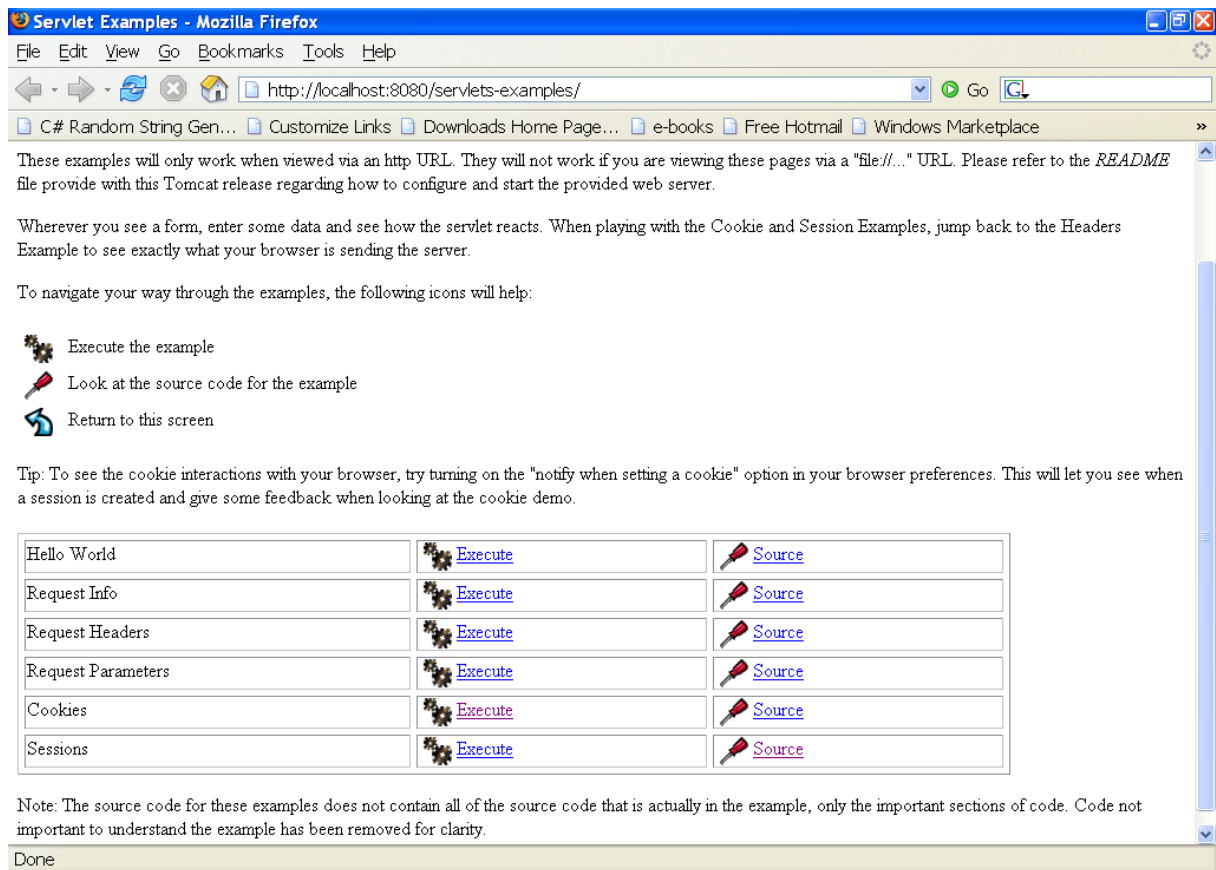 Servlet Examples - Mozilla Firefox
File Edit View Go Bookmarks Tools Help
http://localhost:8080/servlets-examples/ Go G
C# Random String Gen... Customize Links Downloads Home Page... e-books Free Hotmail Windows Marketplace »
These examples will only work when viewed via an http URL. They will not work if you are viewing these pages via a "file://..." URL. Please refer to the README
file provide with this Tomcat release regarding how to configure and start the provided web server.
Wherever you see a form, enter some data and see how the servlet reacts. When playing with the Cookie and Session Examples, jump back to the Headers
Example to see exactly what your browser is sending the server.
To navigate your way through the examples, the following icons will help:
Execute the example
Look at the source code for the example
Return to this screen
Tip: To see the cookie interactions with your browser, try turning on the "notify when setting a cookie" option in your browser preferences. This will let you see when
a session is created and give some feedback when looking at the cookie demo.
Hello World Execute Source
Request Info Execute Source
Request Headers Execute Source
Request Parameters Execute Source
Cookies Execute Source
Sessions Execute Source
Note: The source code for these examples does not contain all of the source code that is actually in the example, only the important sections of code. Code not
important to understand the example has been removed for clarity.
Done